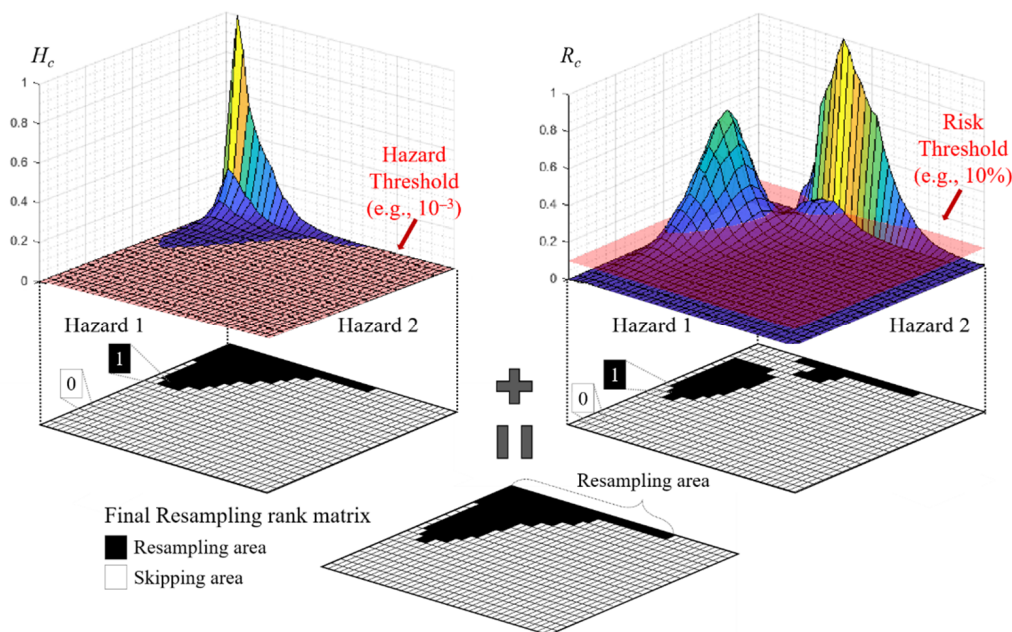 H_c
1
0.8
0.6
0.4
0.2
0
Hazard
Threshold
(e.g., 10⁻³)
Hazard 1
Hazard 2
1
0
R_c
1
0.8
0.6
0.4
0.2
0
Risk
Threshold
(e.g., 10%)
Hazard 1
Hazard 2
1
0
Resampling area
Final Resampling rank matrix
Resampling area
Skipping area